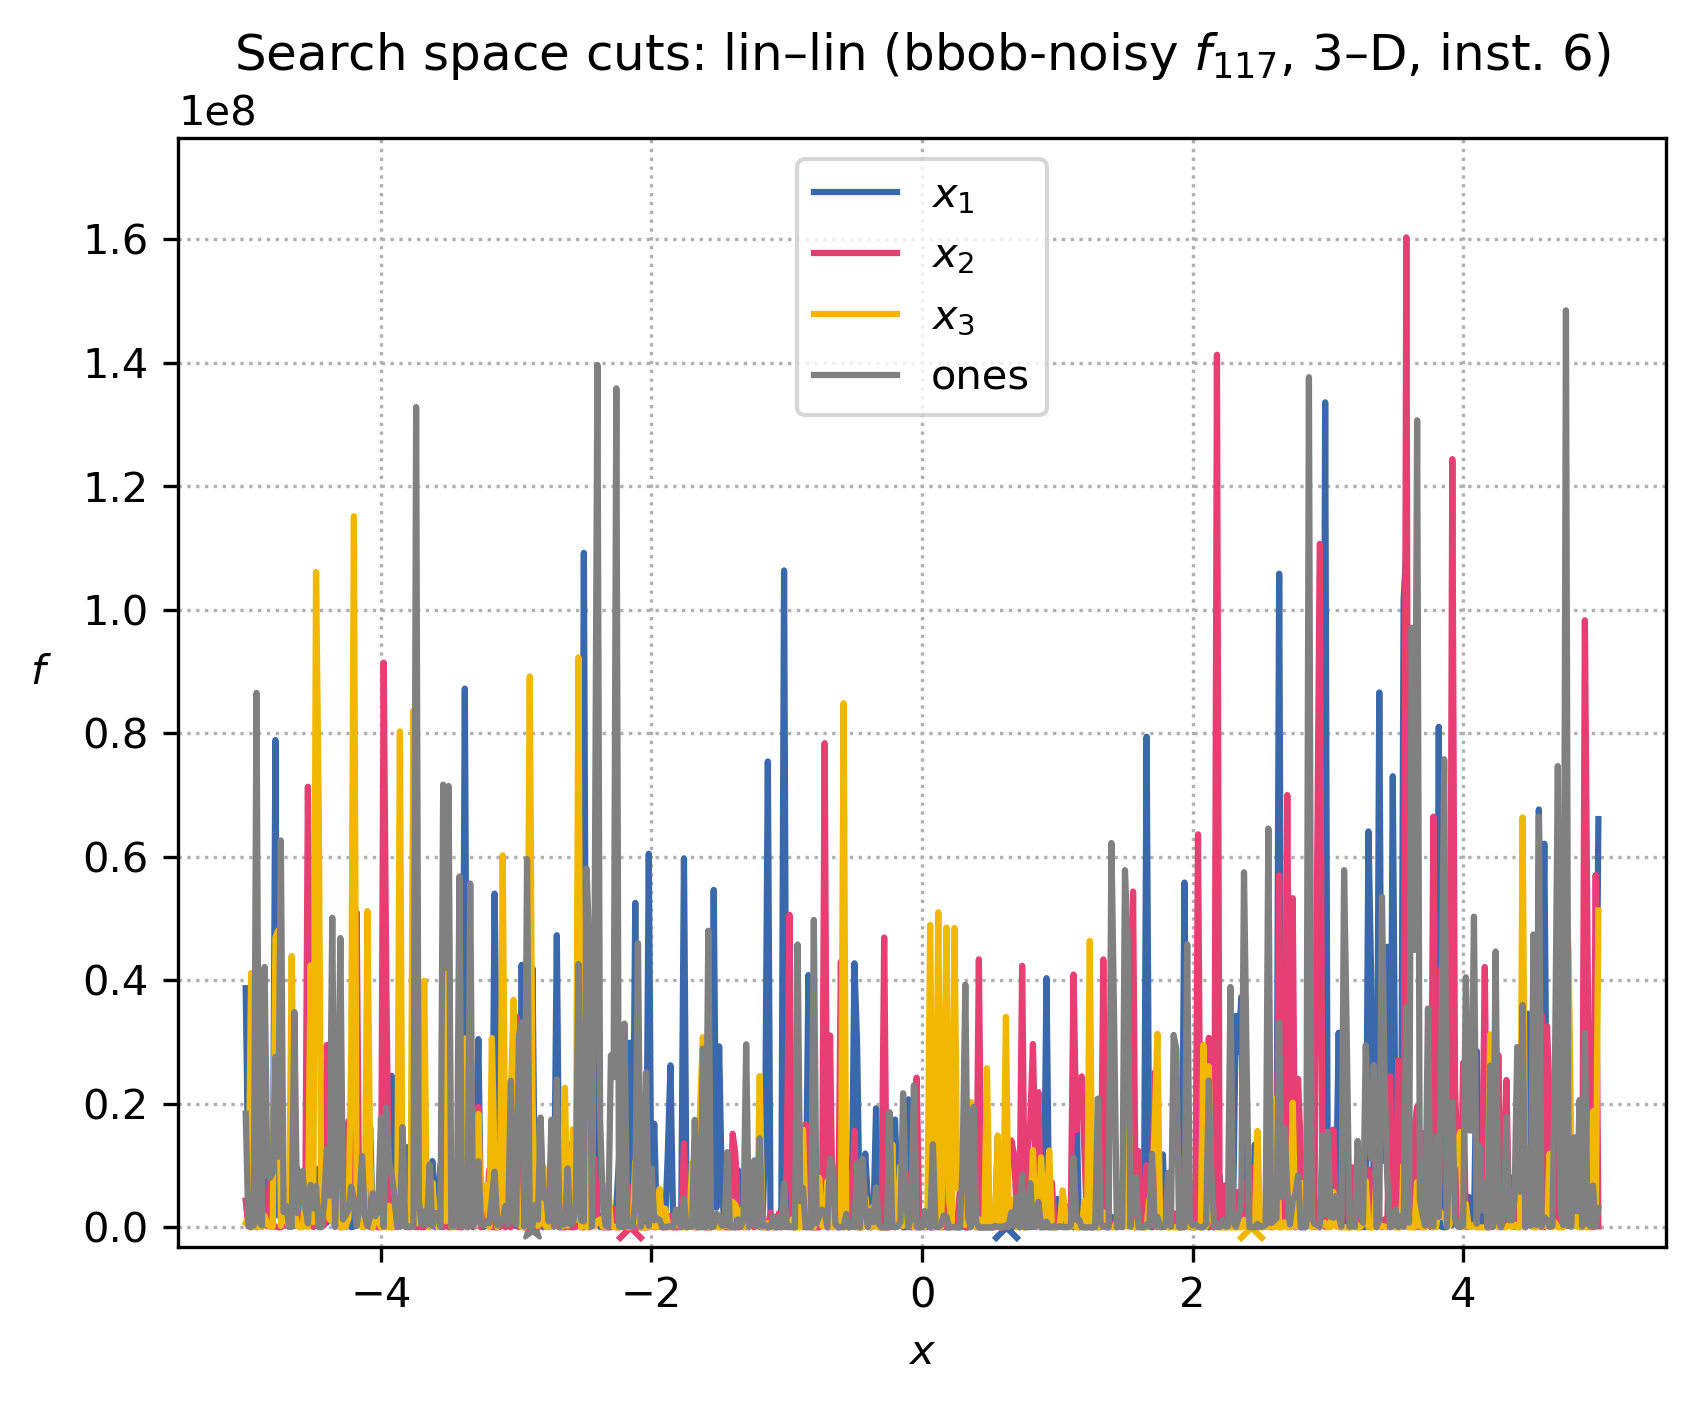 Search space cuts: lin–lin (bbob-noisy f₁₁₇, 3–D, inst. 6)
1e8
x₁
x₂
x₃
ones
1.6
1.4
1.2
1.0
0.8
0.6
0.4
0.2
0.0
f
−4
−2
0
2
4
x